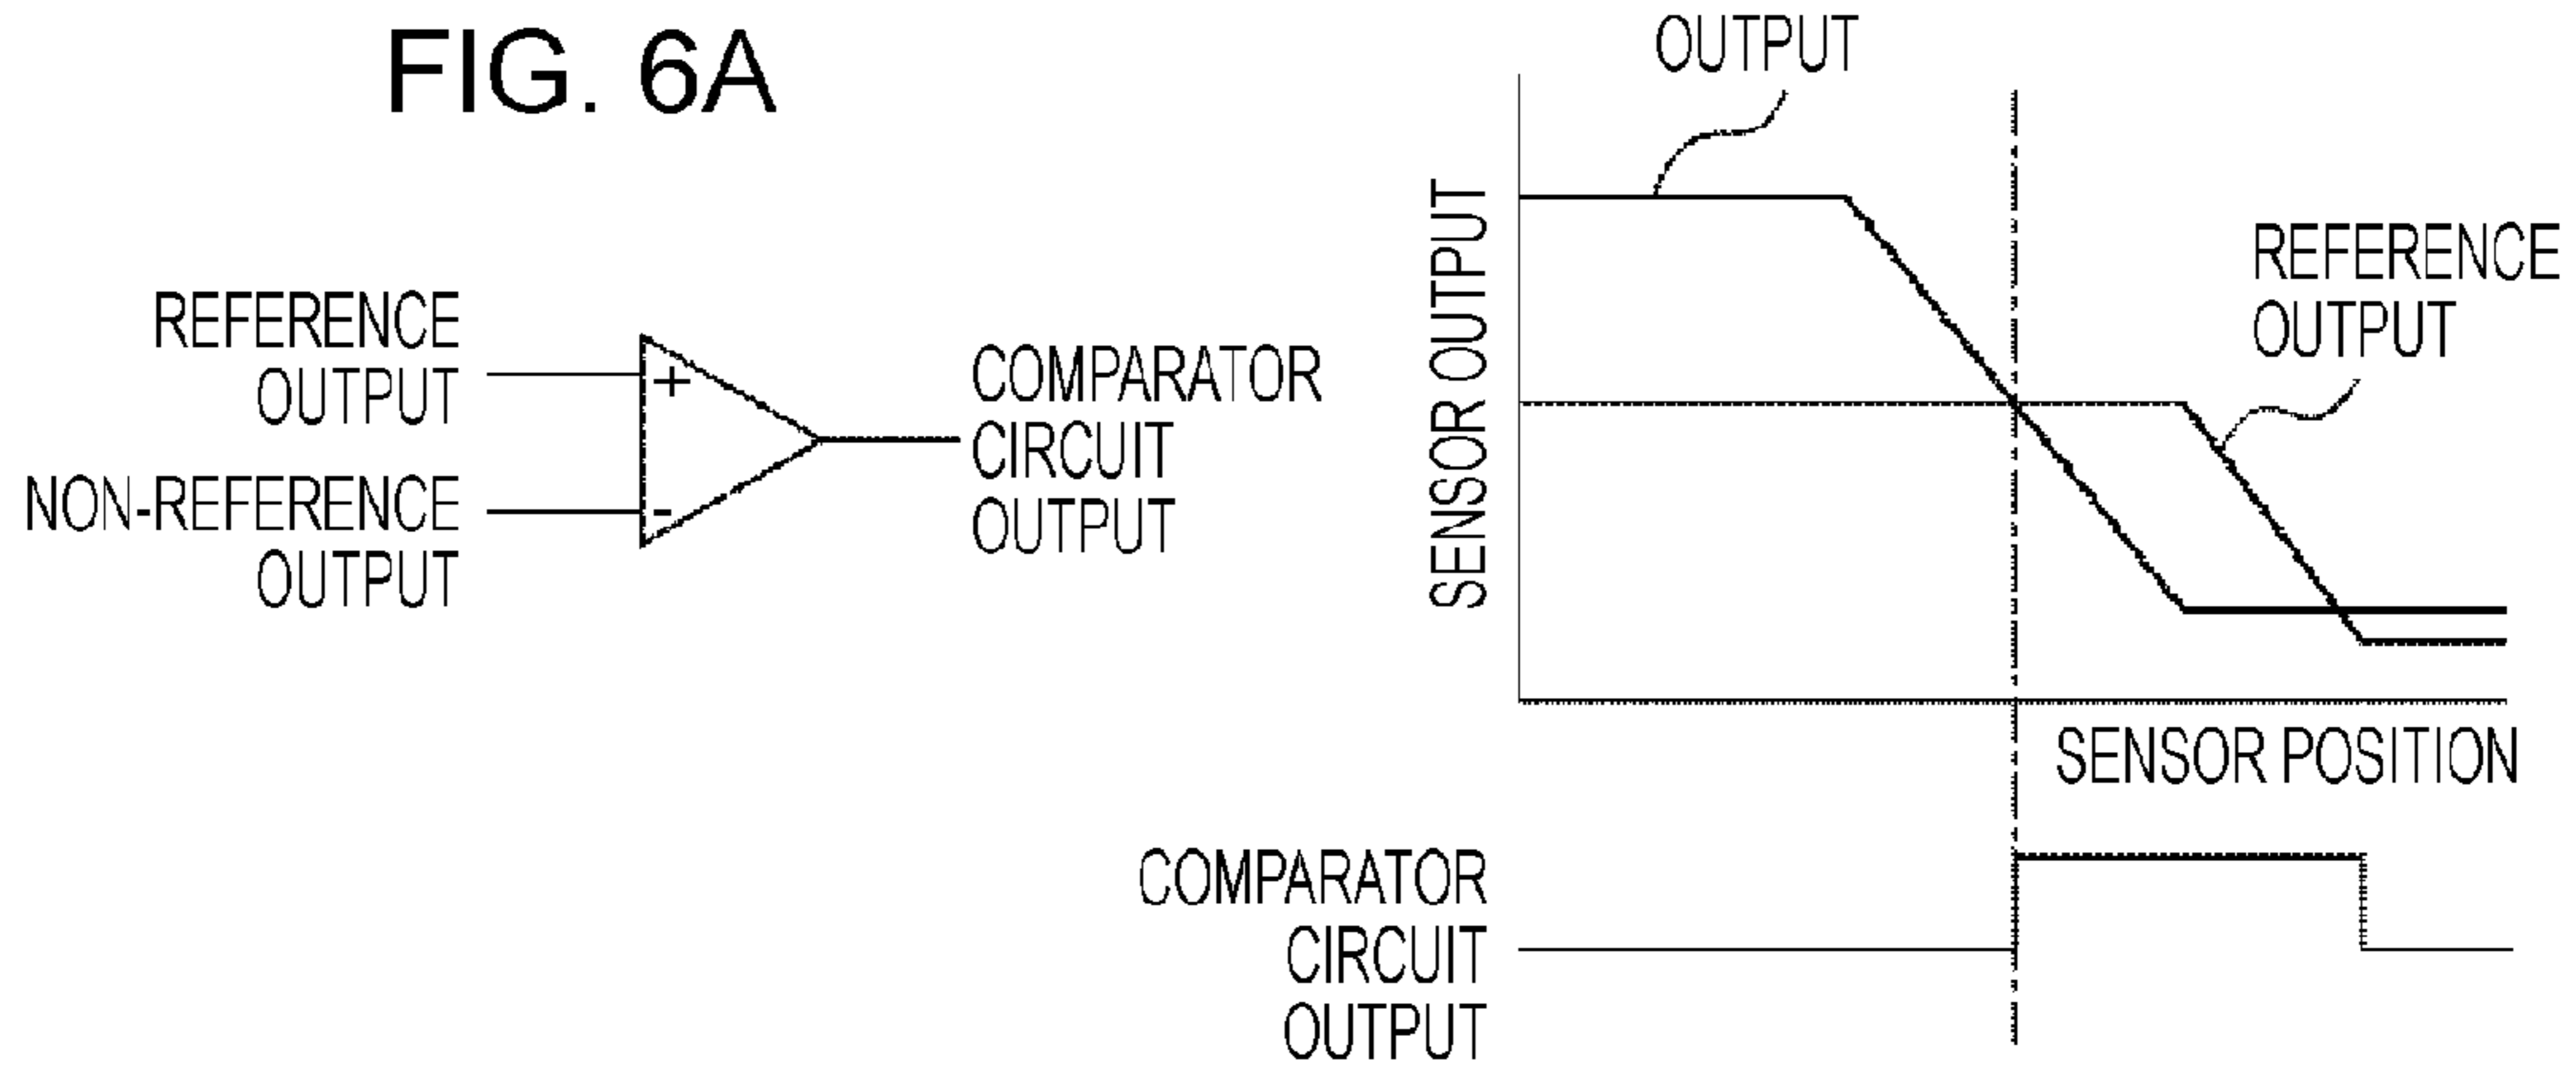 FIG. 6A
REFERENCE
OUTPUT
+
NON-REFERENCE
OUTPUT
-
COMPARATOR
CIRCUIT
OUTPUT
OUTPUT
SENSOR OUTPUT
REFERENCE
OUTPUT
SENSOR POSITION
COMPARATOR
CIRCUIT
OUTPUT